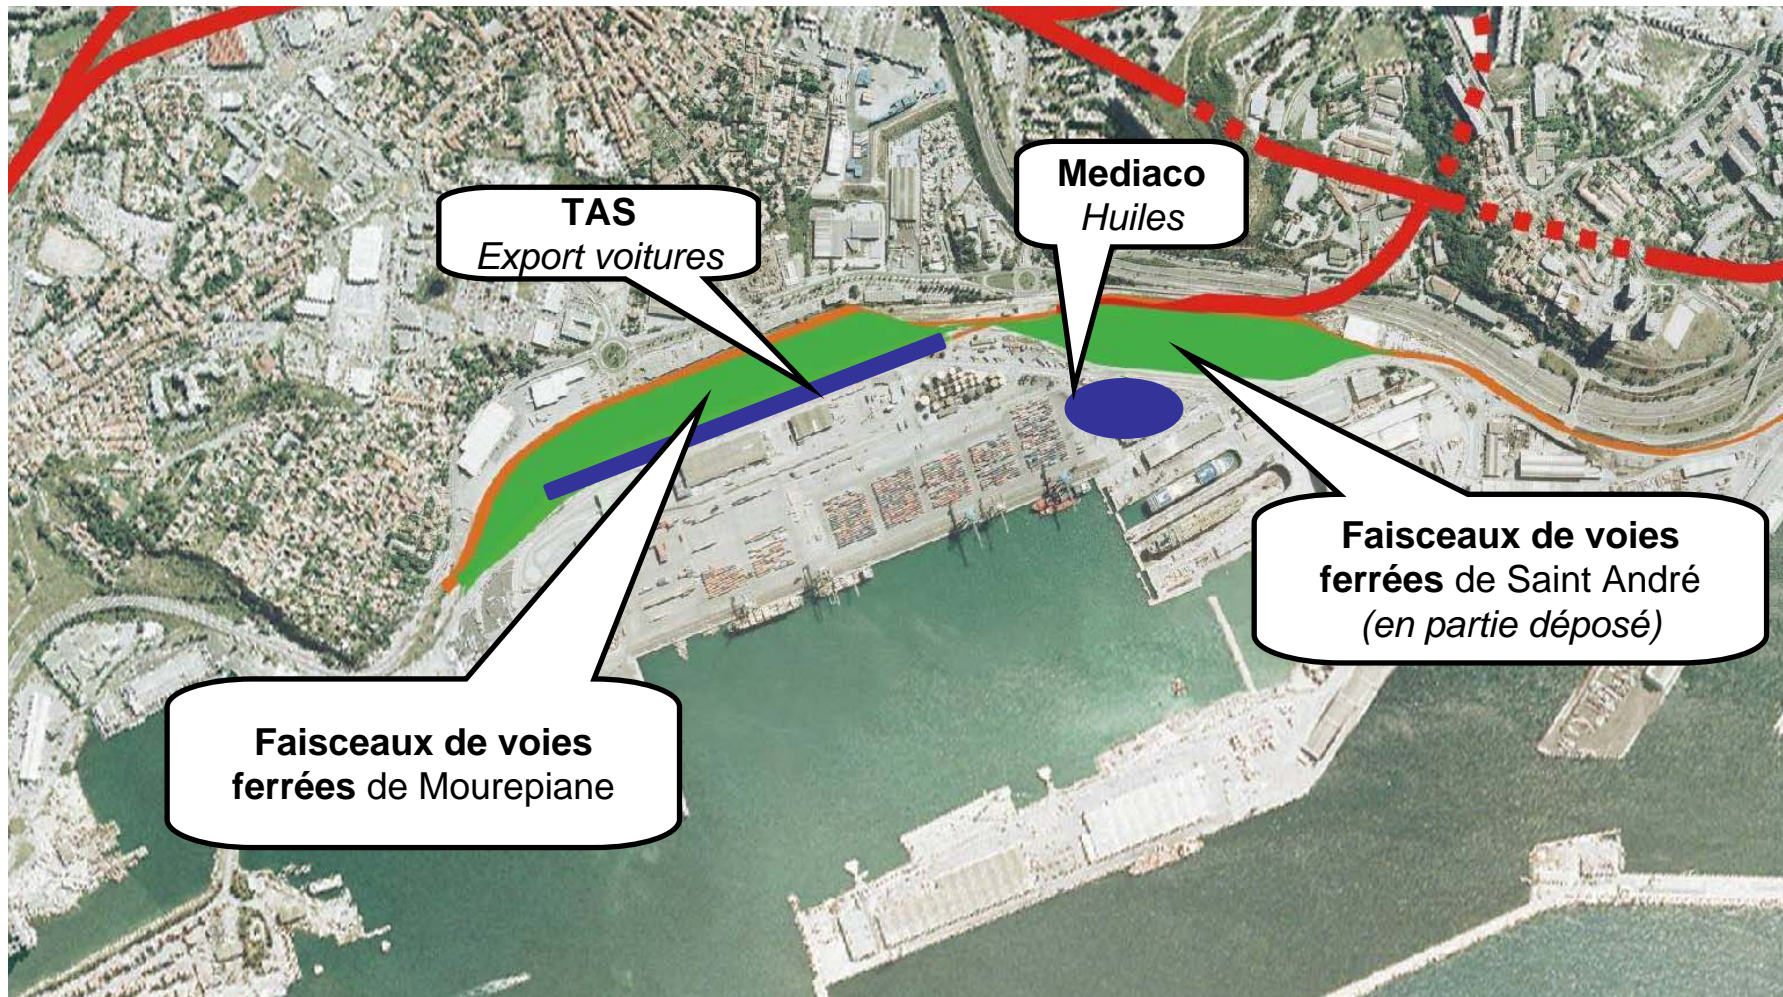 TAS
Export voitures
Mediaco
Huiles
Faisceaux de voies
ferrées de Saint André
(en partie déposé)
Faisceaux de voies
ferrées de Mourepiane